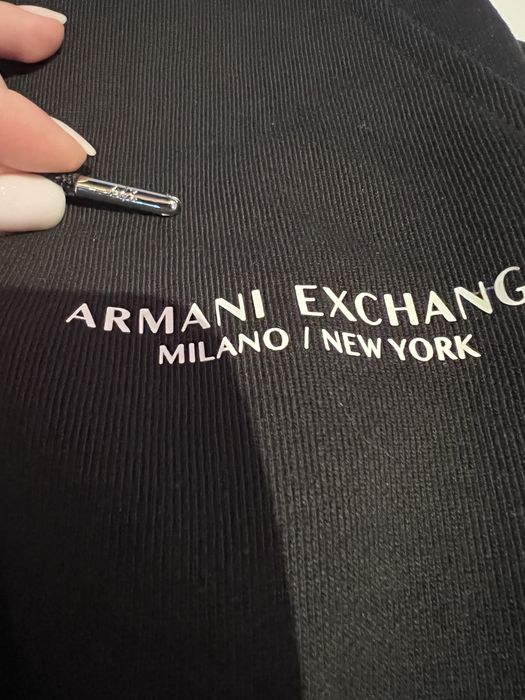 A|X
ARMANI EXCHANG
MILANO / NEW YORK